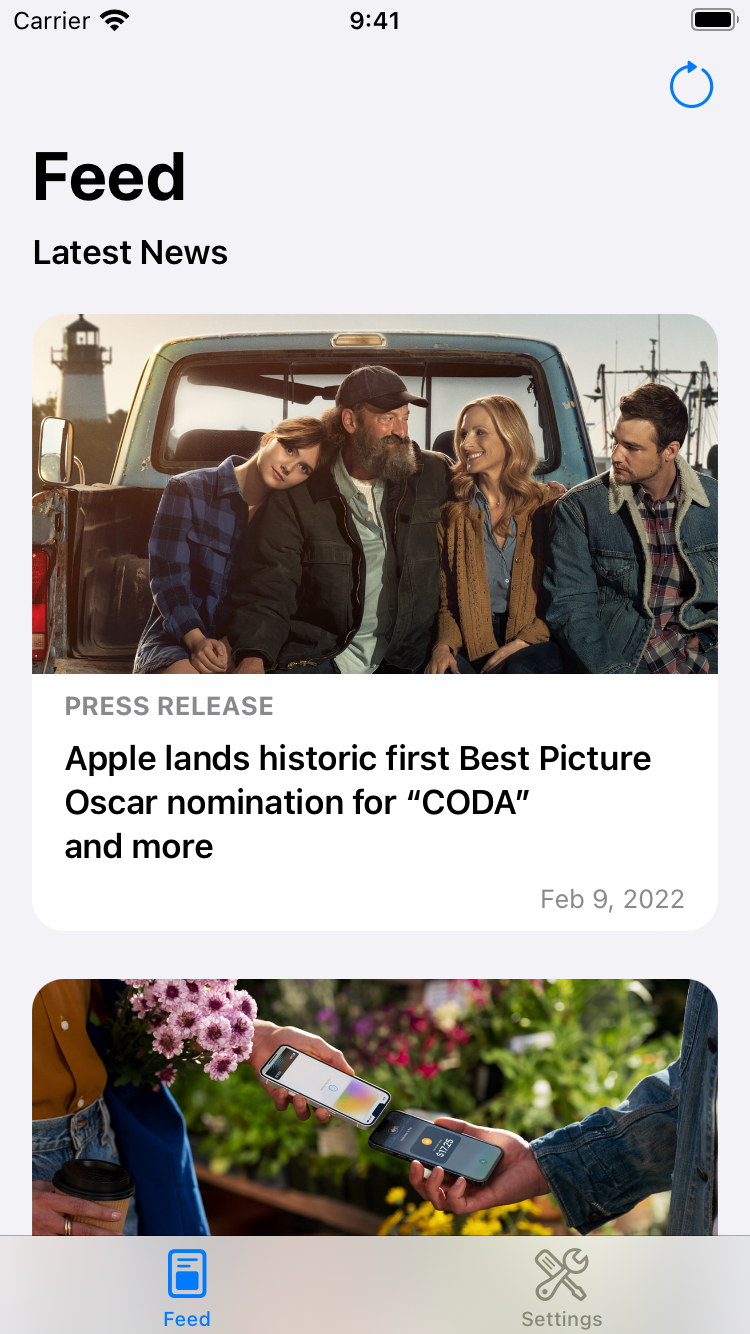 Carrier 9:41
Feed
Latest News
PRESS RELEASE
Apple lands historic first Best Picture
Oscar nomination for “CODA”
and more
Feb 9, 2022
$17.25
Feed
Settings